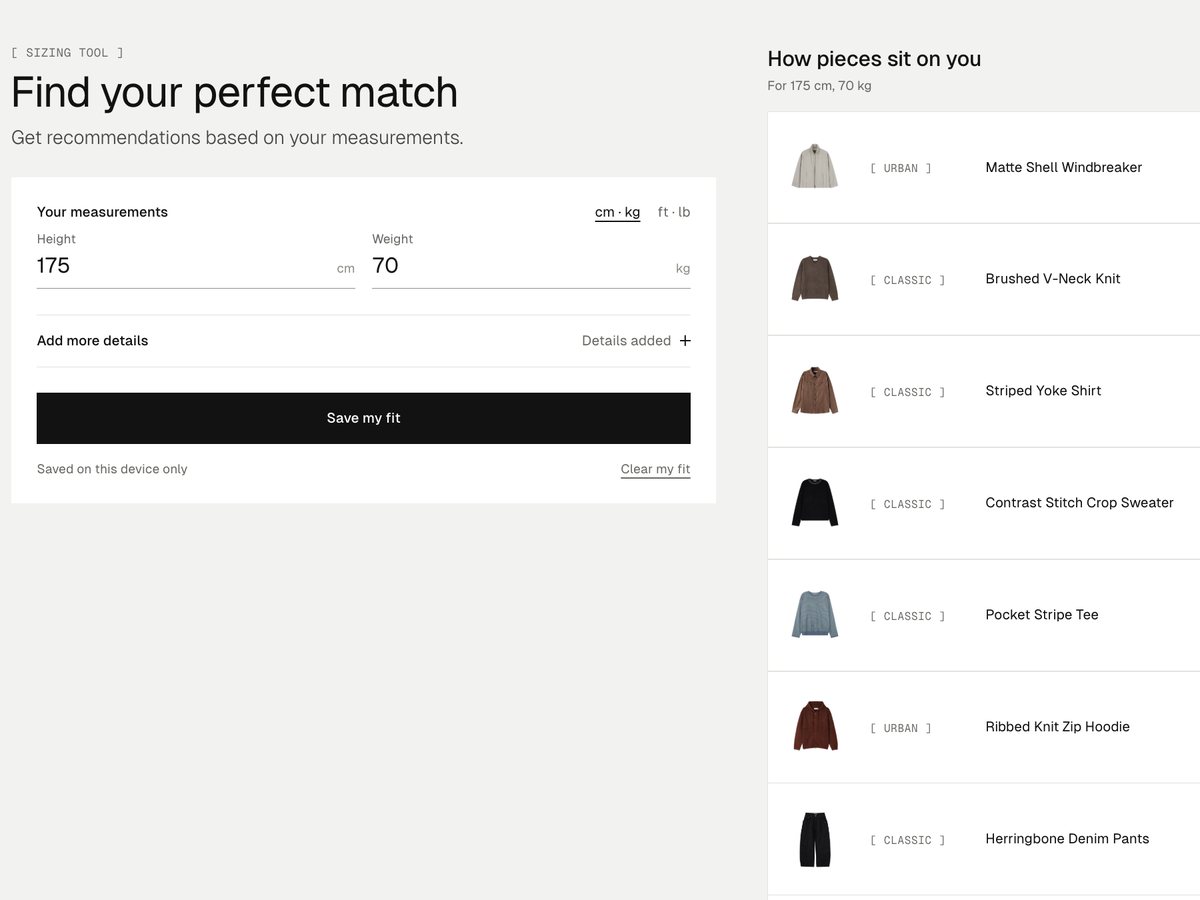 [ SIZING TOOL ]
Find your perfect match
Get recommendations based on your measurements.
Your measurements
cm · kg ft · lb
Height Weight
175 cm 70 kg
Add more details Details added +
Save my fit
Saved on this device only Clear my fit
How pieces sit on you
For 175 cm, 70 kg
[ URBAN ] Matte Shell Windbreaker
[ CLASSIC ] Brushed V-Neck Knit
[ CLASSIC ] Striped Yoke Shirt
[ CLASSIC ] Contrast Stitch Crop Sweater
[ CLASSIC ] Pocket Stripe Tee
[ URBAN ] Ribbed Knit Zip Hoodie
[ CLASSIC ] Herringbone Denim Pants